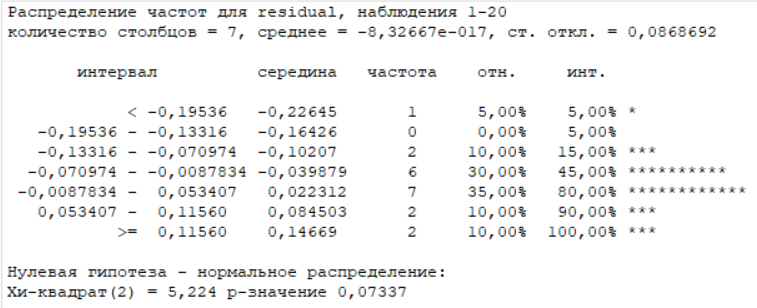 Распределение частот для residual, наблюдения 1-20
количество столбцов = 7, среднее = -8,32667e-017, ст. откл. = 0,0868692
интервал середина частота отн. инт.
< -0,19536 -0,22645 1 5,00% 5,00% *
-0,19536 - -0,13316 -0,16426 0 0,00% 5,00%
-0,13316 - -0,070974 -0,10207 2 10,00% 15,00% ***
-0,070974 - -0,0087834 -0,039879 6 30,00% 45,00% **********
-0,0087834 - 0,053407 0,022312 7 35,00% 80,00% ************
0,053407 - 0,11560 0,084503 2 10,00% 90,00% ***
>= 0,11560 0,14669 2 10,00% 100,00% ***
Нулевая гипотеза - нормальное распределение:
Хи-квадрат(2) = 5,224 р-значение 0,07337